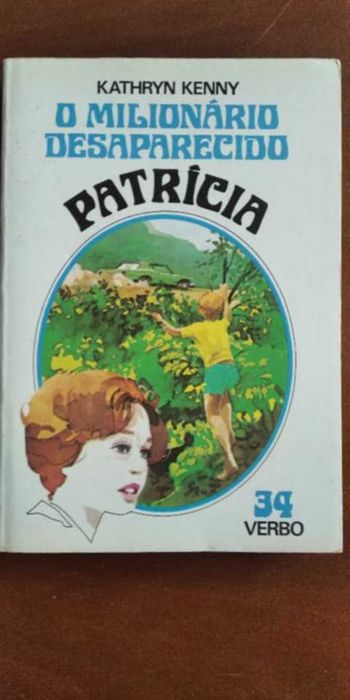 KATHRYN KENNY
O MILIONÁRIO
DESAPARECIDO
PATRÍCIA
34
VERBO